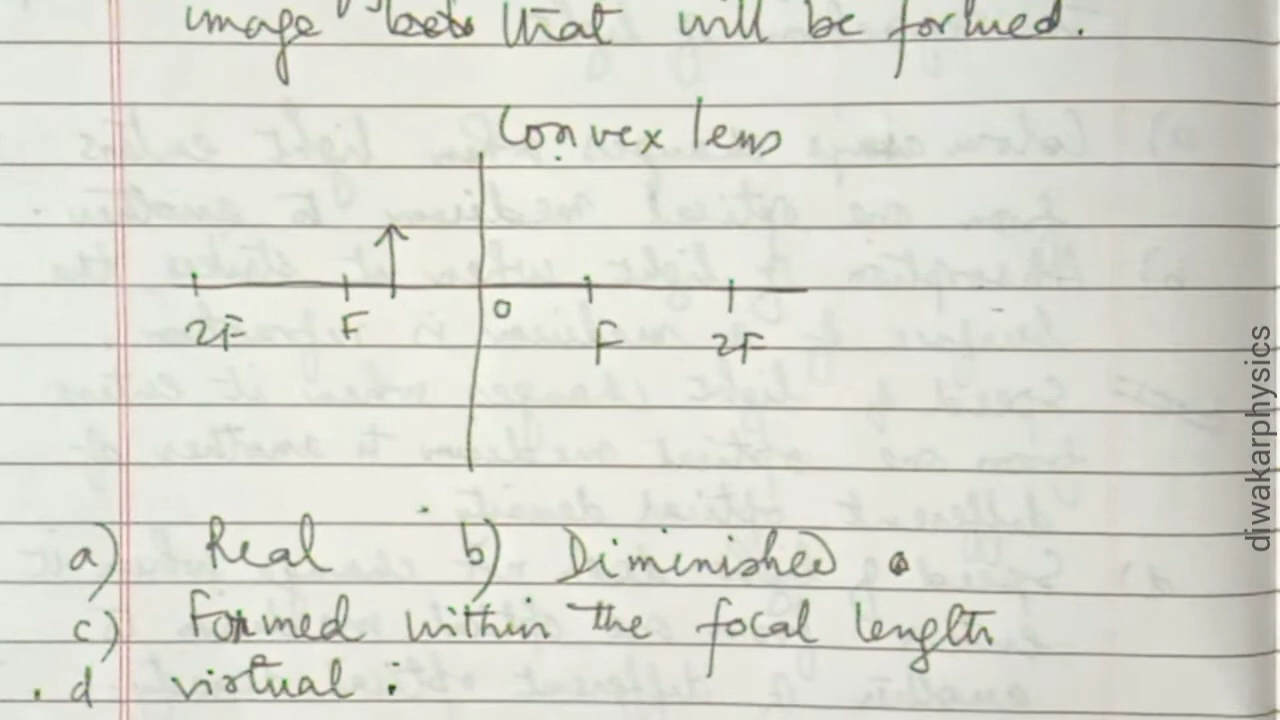 image that will be formed.
Convex lens
2F F O F 2F
a) Real b) Diminished
c) Formed within the focal length
d virtual :
diwakarphysics